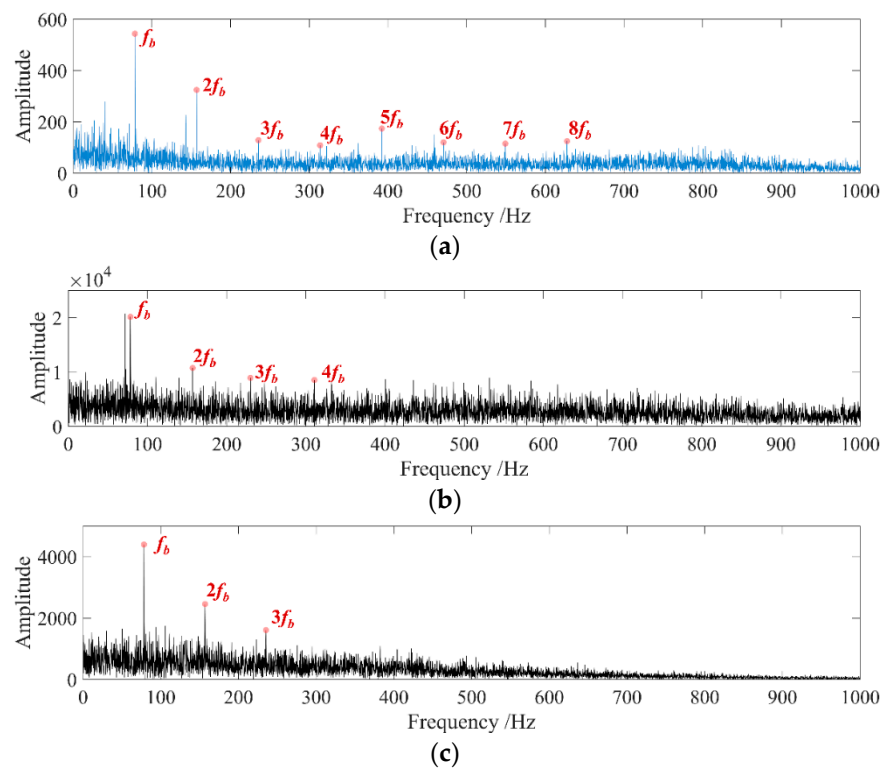 600
400
200
0
Amplitude
f_b
2f_b
3f_b
4f_b
5f_b
6f_b
7f_b
8f_b
0 100 200 300 400 500 600 700 800 900 1000
Frequency /Hz
(a)
×10^4
2
1
0
Amplitude
f_b
2f_b
3f_b
4f_b
0 100 200 300 400 500 600 700 800 900 1000
Frequency /Hz
(b)
4000
2000
0
Amplitude
f_b
2f_b
3f_b
0 100 200 300 400 500 600 700 800 900 1000
Frequency /Hz
(c)